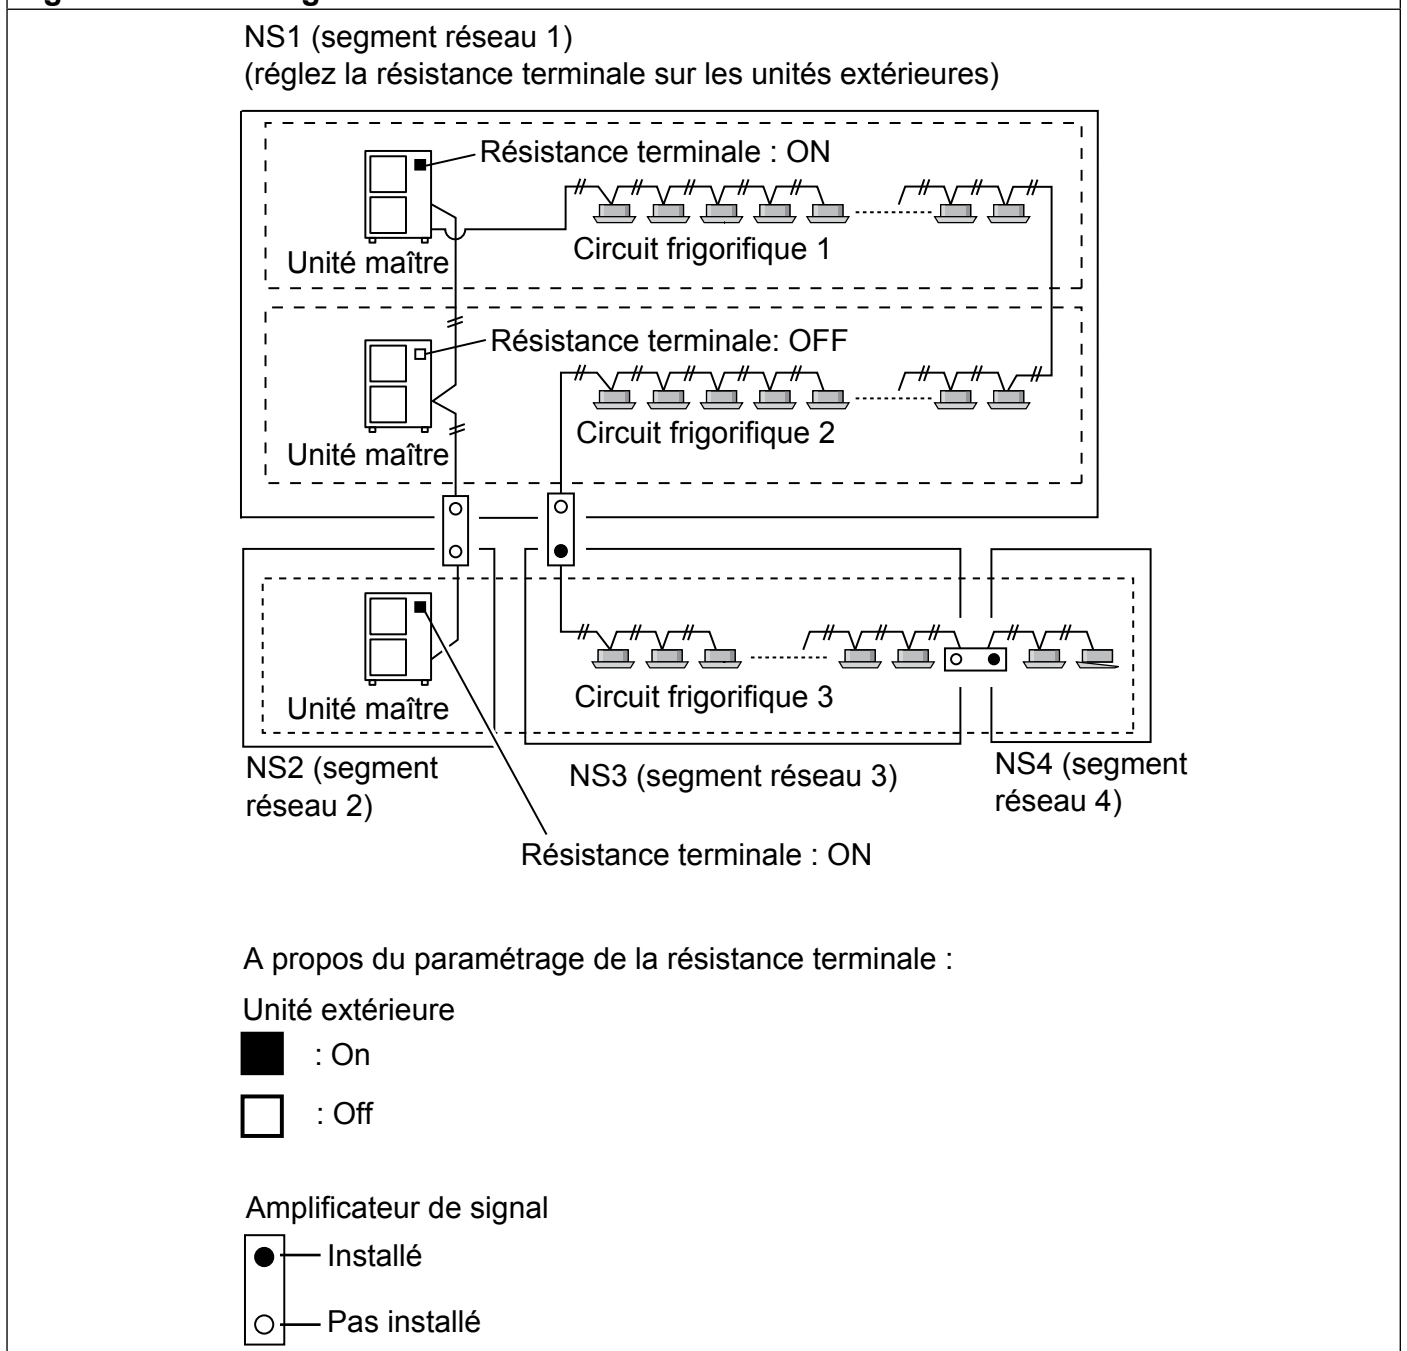 NS1 (segment réseau 1)
(réglez la résistance terminale sur les unités extérieures)
Résistance terminale : ON
Circuit frigorifique 1
Unité maître
Résistance terminale: OFF
Circuit frigorifique 2
Unité maître
Circuit frigorifique 3
Unité maître
NS2 (segment
réseau 2)
NS3 (segment réseau 3)
NS4 (segment
réseau 4)
Résistance terminale : ON
A propos du paramétrage de la résistance terminale :
Unité extérieure
: On
: Off
Amplificateur de signal
Installé
Pas installé